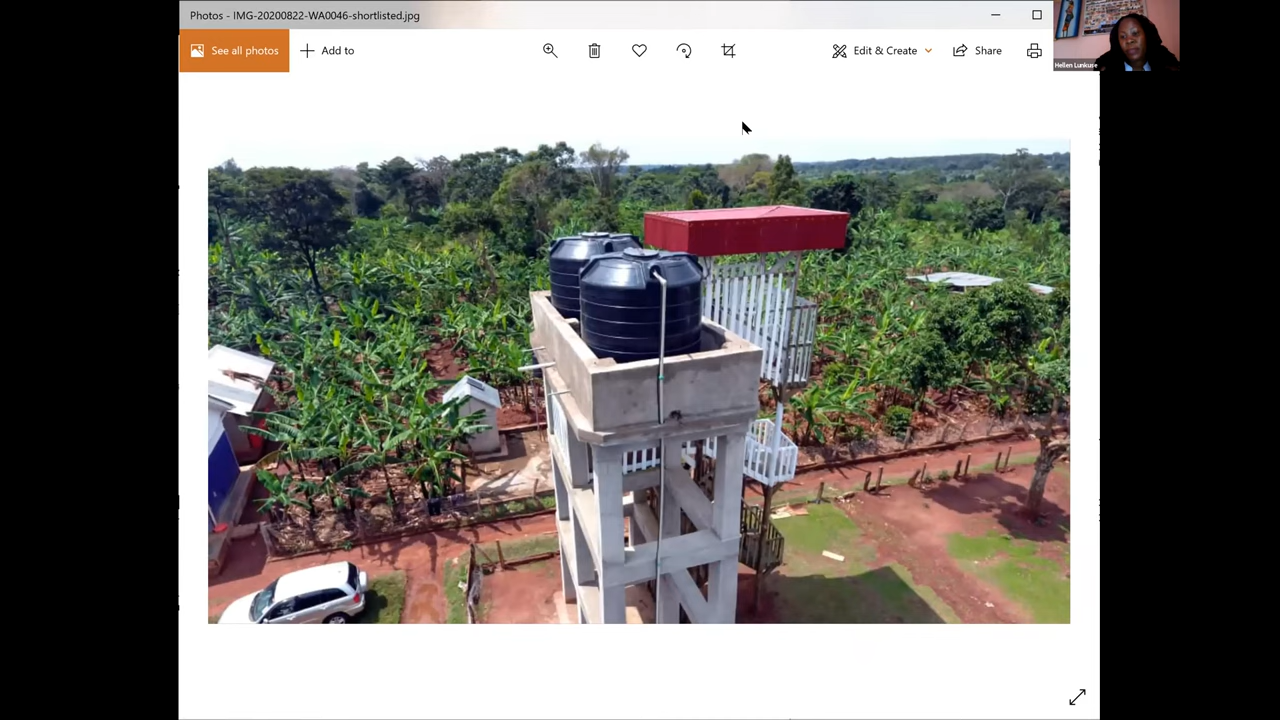 Photos - IMG-20200822-WA0046-shortlisted.jpg
See all photos
Add to
Edit & Create
Share
Hellen Lunkuse